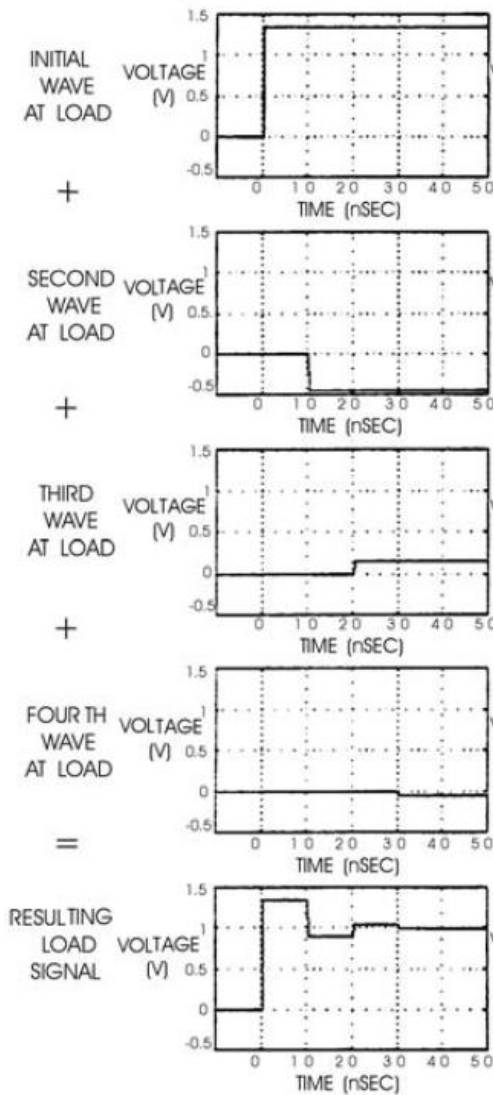 1.5
INITIAL VOLTAGE 1
WAVE (V) 0.5
AT LOAD 0
-0.5
0 10 20 30 40 50
+ TIME (nSEC)
1.5
SECOND VOLTAGE 1
WAVE (V) 0.5
AT LOAD 0
-0.5
0 10 20 30 40 50
+ TIME (nSEC)
1.5
THIRD VOLTAGE 1
WAVE (V) 0.5
AT LOAD 0
-0.5
0 10 20 30 40 50
+ TIME (nSEC)
1.5
FOURTH VOLTAGE 1
WAVE (V) 0.5
AT LOAD 0
-0.5
0 10 20 30 40 50
= TIME (nSEC)
1.5
RESULTING VOLTAGE 1.0
LOAD (V) 0.5
SIGNAL 0
-0.5
0 10 20 30 40 50
TIME (nSEC)